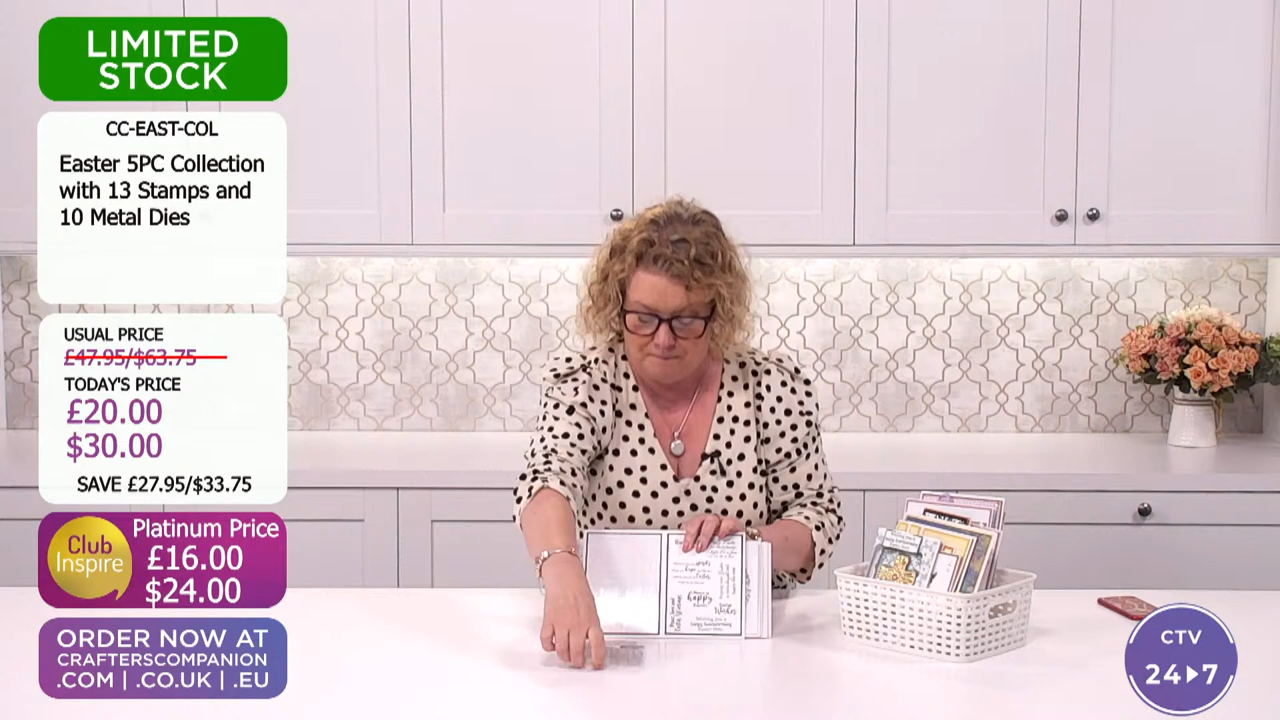 LIMITED
STOCK
CC-EAST-COL
Easter 5PC Collection
with 13 Stamps and
10 Metal Dies
USUAL PRICE
£47.95/$63.75
TODAY'S PRICE
£20.00
$30.00
SAVE £27.95/$33.75
Club
Inspire
Platinum Price
£16.00
$24.00
ORDER NOW AT
CRAFTERSCOMPANION
.COM | .CO.UK | .EU
happy
CTV
24▶7